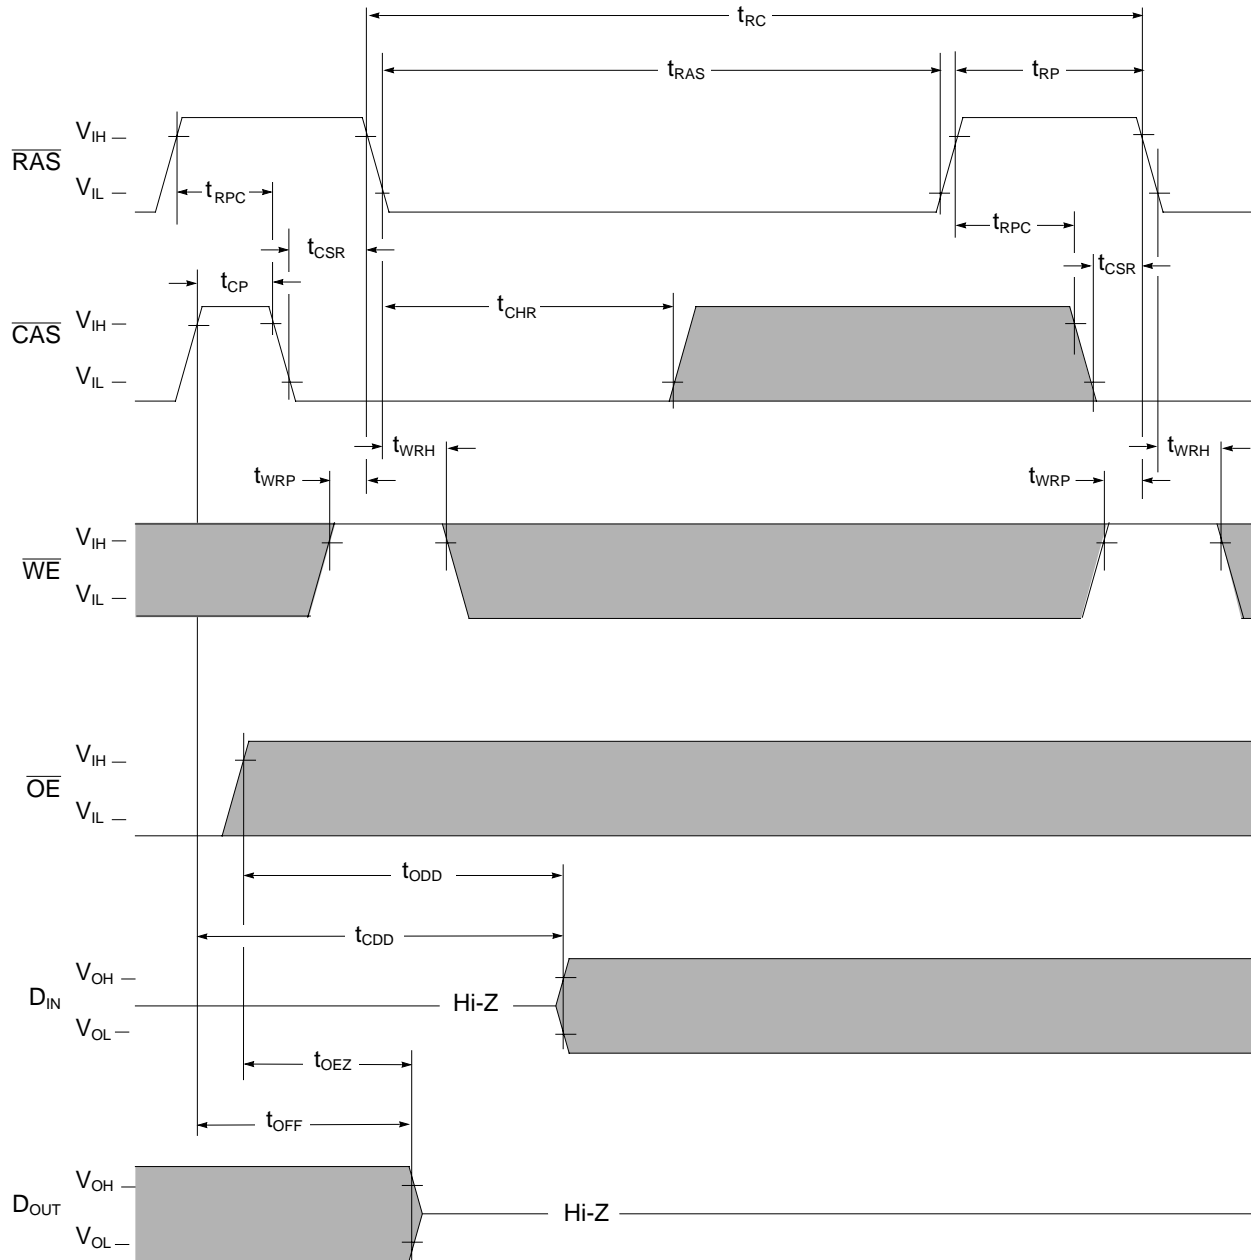 tRC
tRAS
tRP
VIH
RAS
VIL
tRPC
tRPC
tCSR
tCSR
tCP
tCHR
VIH
CAS
VIL
tWRH
tWRH
tWRP
tWRP
VIH
WE
VIL
VIH
OE
VIL
tODD
tCDD
VOH
DIN
Hi-Z
VOL
tOEZ
tOFF
VOH
DOUT
Hi-Z
VOL